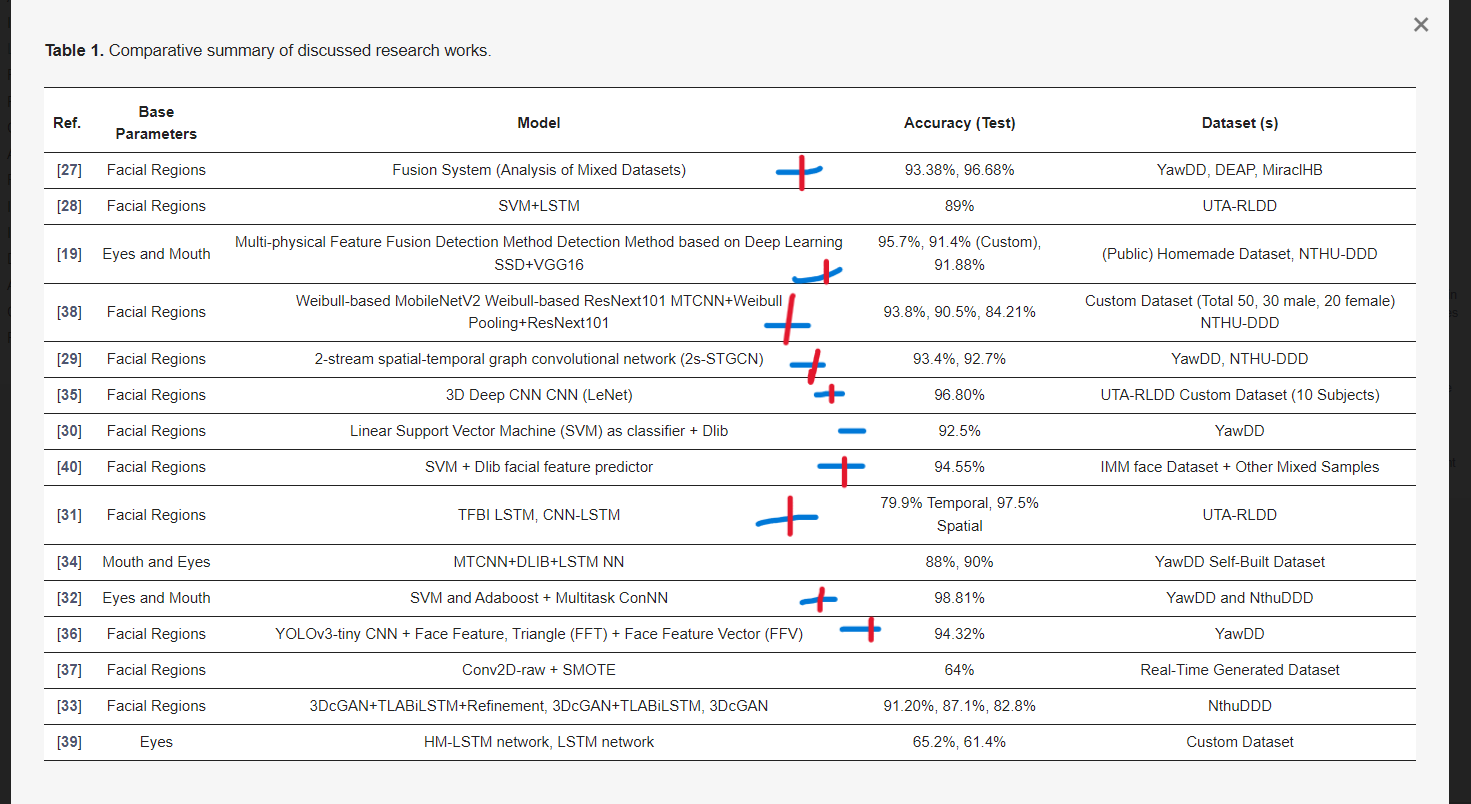 Table 1. Comparative summary of discussed research works.
Ref. Base Parameters Model Accuracy (Test) Dataset (s)
[27] Facial Regions Fusion System (Analysis of Mixed Datasets) 93.38%, 96.68% YawDD, DEAP, MiraclHB
[28] Facial Regions SVM+LSTM 89% UTA-RLDD
[19] Eyes and Mouth Multi-physical Feature Fusion Detection Method Detection Method based on Deep Learning SSD+VGG16 95.7%, 91.4% (Custom), 91.88% (Public) Homemade Dataset, NTHU-DDD
[38] Facial Regions Weibull-based MobileNetV2 Weibull-based ResNext101 MTCNN+Weibull Pooling+ResNext101 93.8%, 90.5%, 84.21% Custom Dataset (Total 50, 30 male, 20 female) NTHU-DDD
[29] Facial Regions 2-stream spatial-temporal graph convolutional network (2s-STGCN) 93.4%, 92.7% YawDD, NTHU-DDD
[35] Facial Regions 3D Deep CNN CNN (LeNet) 96.80% UTA-RLDD Custom Dataset (10 Subjects)
[30] Facial Regions Linear Support Vector Machine (SVM) as classifier + Dlib 92.5% YawDD
[40] Facial Regions SVM + Dlib facial feature predictor 94.55% IMM face Dataset + Other Mixed Samples
[31] Facial Regions TFBI LSTM, CNN-LSTM 79.9% Temporal, 97.5% Spatial UTA-RLDD
[34] Mouth and Eyes MTCNN+DLIB+LSTM NN 88%, 90% YawDD Self-Built Dataset
[32] Eyes and Mouth SVM and Adaboost + Multitask ConNN 98.81% YawDD and NthuDDD
[36] Facial Regions YOLOv3-tiny CNN + Face Feature, Triangle (FFT) + Face Feature Vector (FFV) 94.32% YawDD
[37] Facial Regions Conv2D-raw + SMOTE 64% Real-Time Generated Dataset
[33] Facial Regions 3DcGAN+TLABiLSTM+Refinement, 3DcGAN+TLABiLSTM, 3DcGAN 91.20%, 87.1%, 82.8% NthuDDD
[39] Eyes HM-LSTM network, LSTM network 65.2%, 61.4% Custom Dataset